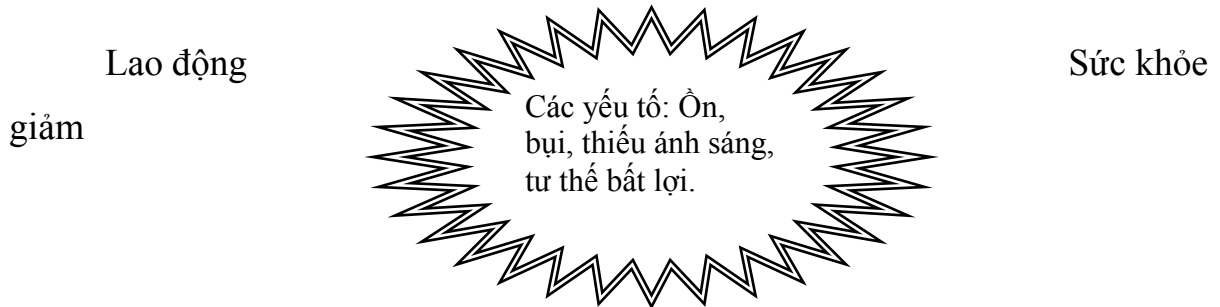 Lao động
Sức khỏe
giảm
Các yếu tố: Ồn,
bụi, thiếu ánh sáng,
tư thế bất lợi.